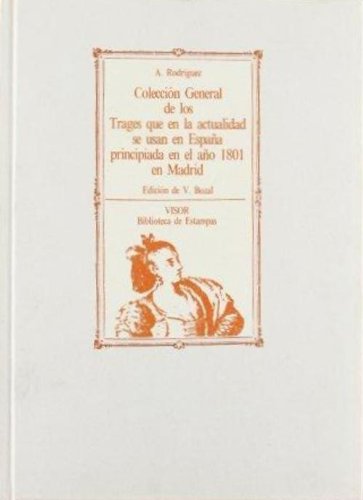 A. Rodríguez
Colección General
de los
Trages que en la actualidad
se usan en España
principiada en el año 1801
en Madrid
Edición de V. Bozal
VISOR
Biblioteca de Estampas